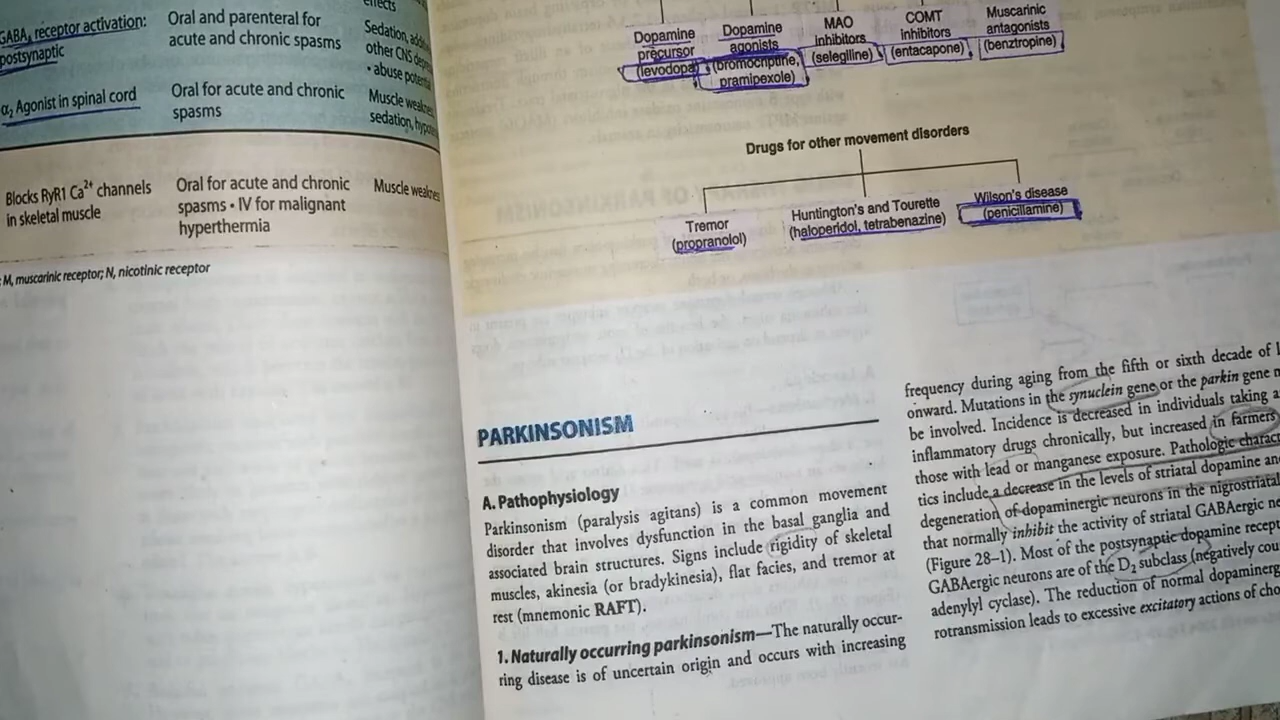 effects
GABAA receptor activation:
postsynaptic
Oral and parenteral for
acute and chronic spasms
Sedation,
other CNS
• abuse
α2 Agonist in spinal cord
Oral for acute and chronic
spasms
Muscle
sedation,
Blocks RyR1 Ca2+ channels
in skeletal muscle
Oral for acute and chronic
spasms • IV for malignant
hyperthermia
Muscle weakness
M, muscarinic receptor; N, nicotinic receptor
Dopamine
precursor
(levodopa)
Dopamine
agonists
(bromocriptine,
pramipexole)
MAO
inhibitors
(selegiline)
COMT
inhibitors
(entacapone)
Muscarinic
antagonists
(benztropine)
Drugs for other movement disorders
Tremor
(propranolol)
Huntington's and Tourette
(haloperidol, tetrabenazine)
Wilson's disease
(penicillamine)
PARKINSONISM
A. Pathophysiology
Parkinsonism (paralysis agitans) is a common movement
disorder that involves dysfunction in the basal ganglia and
associated brain structures. Signs include rigidity of skeletal
muscles, akinesia (or bradykinesia), flat facies, and tremor at
rest (mnemonic RAFT).
1. Naturally occurring parkinsonism—The naturally occur-
ring disease is of uncertain origin and occurs with increasing
frequency during aging from the fifth or sixth decade of
onward. Mutations in the synuclein gene or the parkin gene
be involved. Incidence is decreased in individuals taking
inflammatory drugs chronically, but increased in farmers
those with lead or manganese exposure. Pathologic
tics include a decrease in the levels of striatal dopamine
degeneration of dopaminergic neurons in the nigrostriatal
that normally inhibit the activity of striatal GABAergic
(Figure 28–1). Most of the postsynaptic dopamine
GABAergic neurons are of the D2 subclass (negatively
adenylyl cyclase). The reduction of normal
rotransmission leads to excessive excitatory actions of